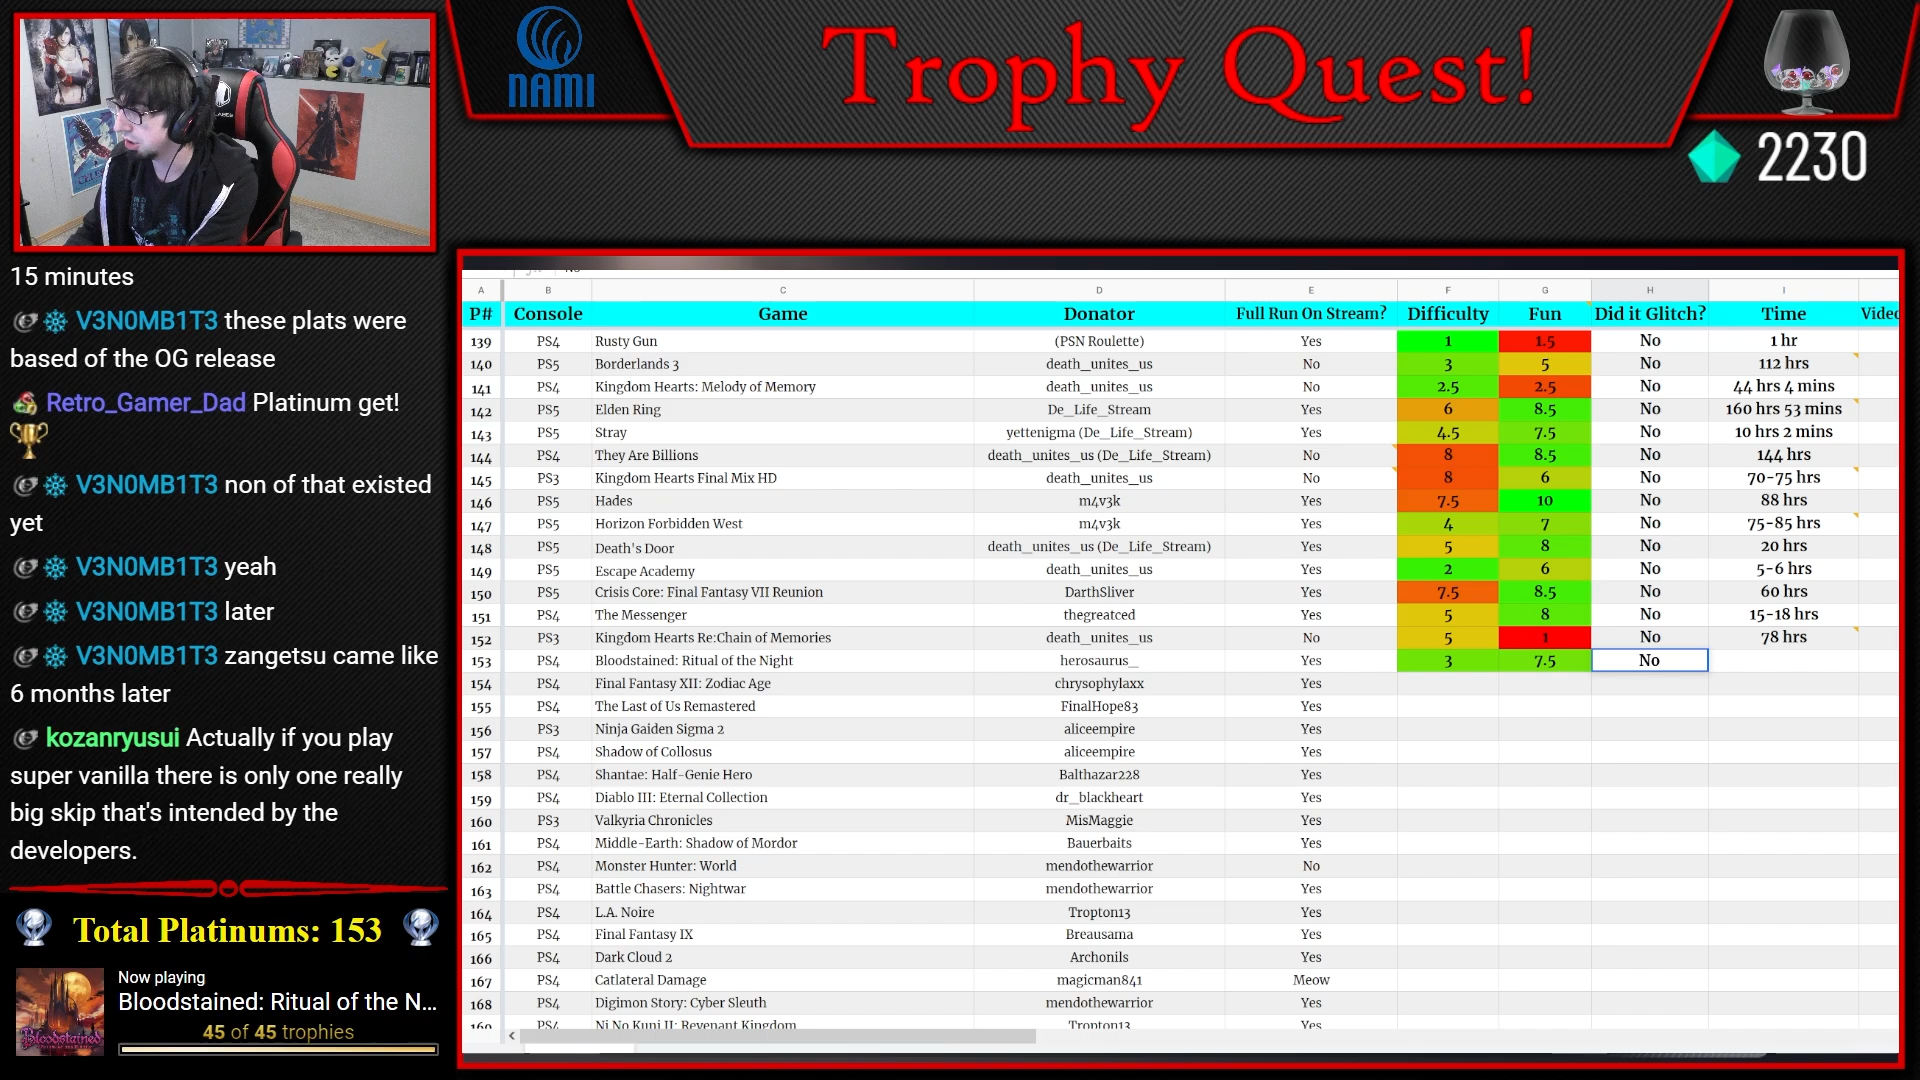 NAMI
Trophy Quest!
2230
15 minutes
V3N0MB1T3 these plats were
based of the OG release
Retro_Gamer_Dad Platinum get!
V3N0MB1T3 non of that existed
yet
V3N0MB1T3 yeah
V3N0MB1T3 later
V3N0MB1T3 zangetsu came like
6 months later
kozanryusui Actually if you play
super vanilla there is only one really
big skip that's intended by the
developers.
Total Platinums: 153
Now playing
Bloodstained: Ritual of the N...
45 of 45 trophies
A B C D E F G H I
P# Console Game Donator Full Run On Stream? Difficulty Fun Did it Glitch? Time
139 PS4 Rusty Gun (PSN Roulette) Yes 1 1.5 No 1 hr
140 PS5 Borderlands 3 death_unites_us No 3 5 No 112 hrs
141 PS4 Kingdom Hearts: Melody of Memory death_unites_us No 2.5 2.5 No 44 hrs 4 mins
142 PS5 Elden Ring De_Life_Stream Yes 6 8.5 No 160 hrs 53 mins
143 PS5 Stray yettenigma (De_Life_Stream) Yes 4.5 7.5 No 10 hrs 2 mins
144 PS4 They Are Billions death_unites_us (De_Life_Stream) No 8 8.5 No 144 hrs
145 PS3 Kingdom Hearts Final Mix HD death_unites_us No 8 6 No 70-75 hrs
146 PS5 Hades m4v3k Yes 7.5 10 No 88 hrs
147 PS5 Horizon Forbidden West m4v3k Yes 4 7 No 75-85 hrs
148 PS5 Death's Door death_unites_us (De_Life_Stream) Yes 5 8 No 20 hrs
149 PS5 Escape Academy death_unites_us Yes 2 6 No 5-6 hrs
150 PS5 Crisis Core: Final Fantasy VII Reunion DarthSliver Yes 7.5 8.5 No 60 hrs
151 PS4 The Messenger thegreatced Yes 5 8 No 15-18 hrs
152 PS3 Kingdom Hearts Re:Chain of Memories death_unites_us No 5 1 No 78 hrs
153 PS4 Bloodstained: Ritual of the Night herosaurus_ Yes 3 7.5 No
154 PS4 Final Fantasy XII: Zodiac Age chrysophylaxx Yes
155 PS4 The Last of Us Remastered FinalHope83 Yes
156 PS3 Ninja Gaiden Sigma 2 aliceempire Yes
157 PS4 Shadow of Collosus aliceempire Yes
158 PS4 Shantae: Half-Genie Hero Balthazar228 Yes
159 PS4 Diablo III: Eternal Collection dr_blackheart Yes
160 PS3 Valkyria Chronicles MisMaggie Yes
161 PS4 Middle-Earth: Shadow of Mordor Bauerbaits Yes
162 PS4 Monster Hunter: World mendothewarrior No
163 PS4 Battle Chasers: Nightwar mendothewarrior Yes
164 PS4 L.A. Noire Tropton13 Yes
165 PS4 Final Fantasy IX Breausama Yes
166 PS4 Dark Cloud 2 Archonils Yes
167 PS4 Catlateral Damage magicman841 Meow
168 PS4 Digimon Story: Cyber Sleuth mendothewarrior Yes
169 PS4 Ni No Kuni II: Revenant Kingdom Tropton13 Yes